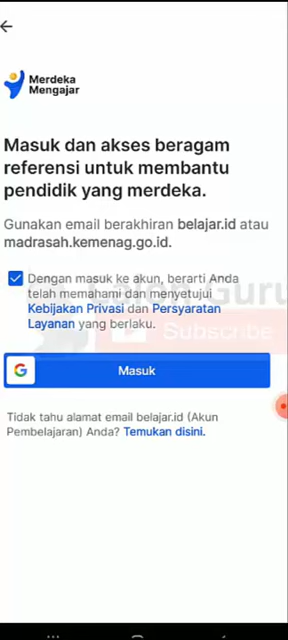 Merdeka
Mengajar
Masuk dan akses beragam
referensi untuk membantu
pendidik yang merdeka.
Gunakan email berakhiran belajar.id atau
madrasah.kemenag.go.id.
Dengan masuk ke akun, berarti Anda
telah memahami dan menyetujui
Kebijakan Privasi dan Persyaratan
Layanan yang berlaku.
Guru
Subscribe
G Masuk
Tidak tahu alamat email belajar.id (Akun
Pembelajaran) Anda? Temukan disini.